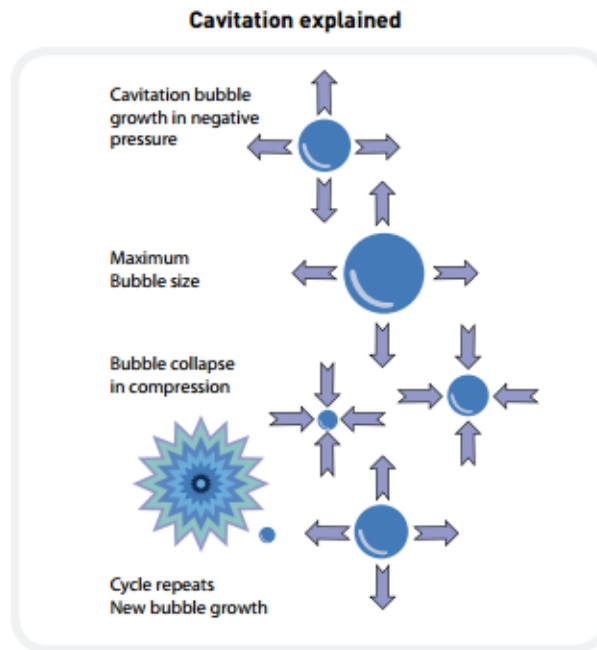 Cavitation explained
Cavitation bubble
growth in negative
pressure
Maximum
Bubble size
Bubble collapse
in compression
Cycle repeats
New bubble growth